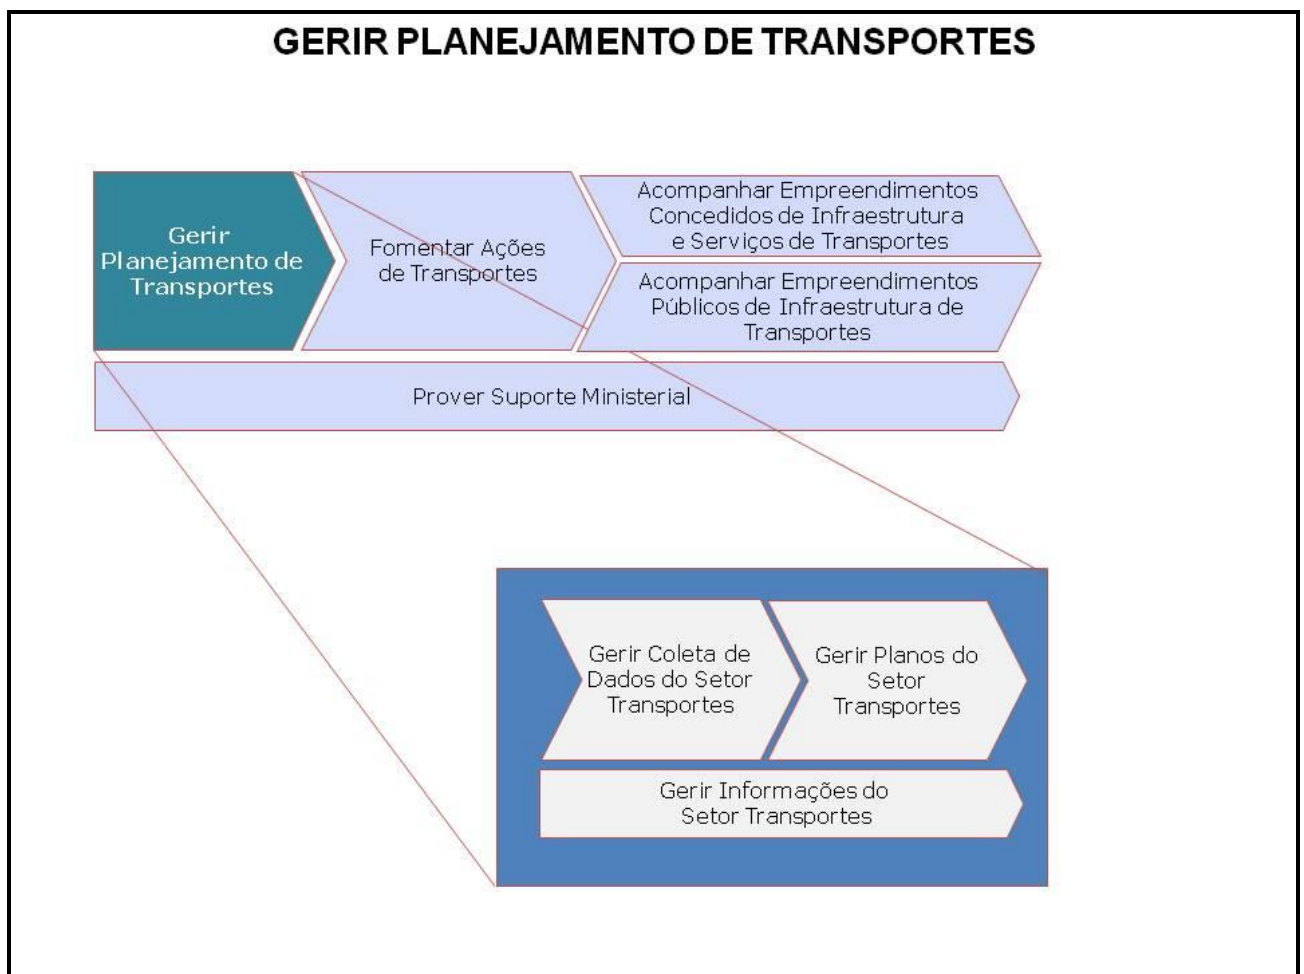 GERIR PLANEJAMENTO DE TRANSPORTES
Gerir
Planejamento de
Transportes
Fomentar Ações
de Transportes
Acompanhar Empreendimentos
Concedidos de Infraestrutura
e Serviços de Transportes
Acompanhar Empreendimentos
Públicos de Infraestrutura de
Transportes
Prover Suporte Ministerial
Gerir Coleta de
Dados do Setor
Transportes
Gerir Planos do
Setor
Transportes
Gerir Informações do
Setor Transportes